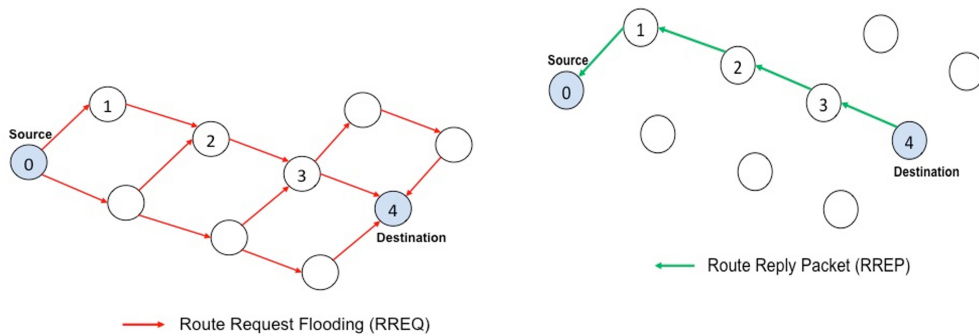 Source
0
1
2
3
4
Destination
Route Request Flooding (RREQ)
Source
0
1
2
3
4
Destination
Route Reply Packet (RREP)